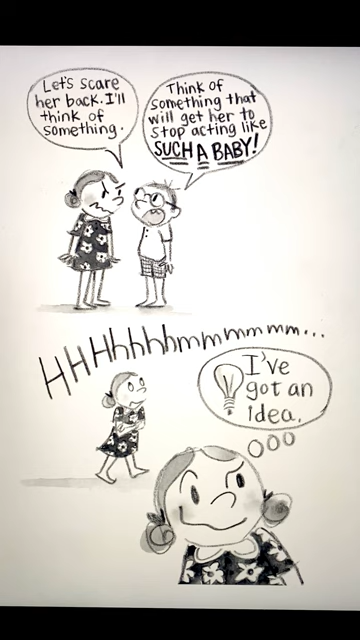 Let's scare
her back. I'll
think of
something.
Think of
something that
will get her to
stop acting like
SUCH A BABY!
HHHhhhhhmmmmmm...
I've
got an
idea.